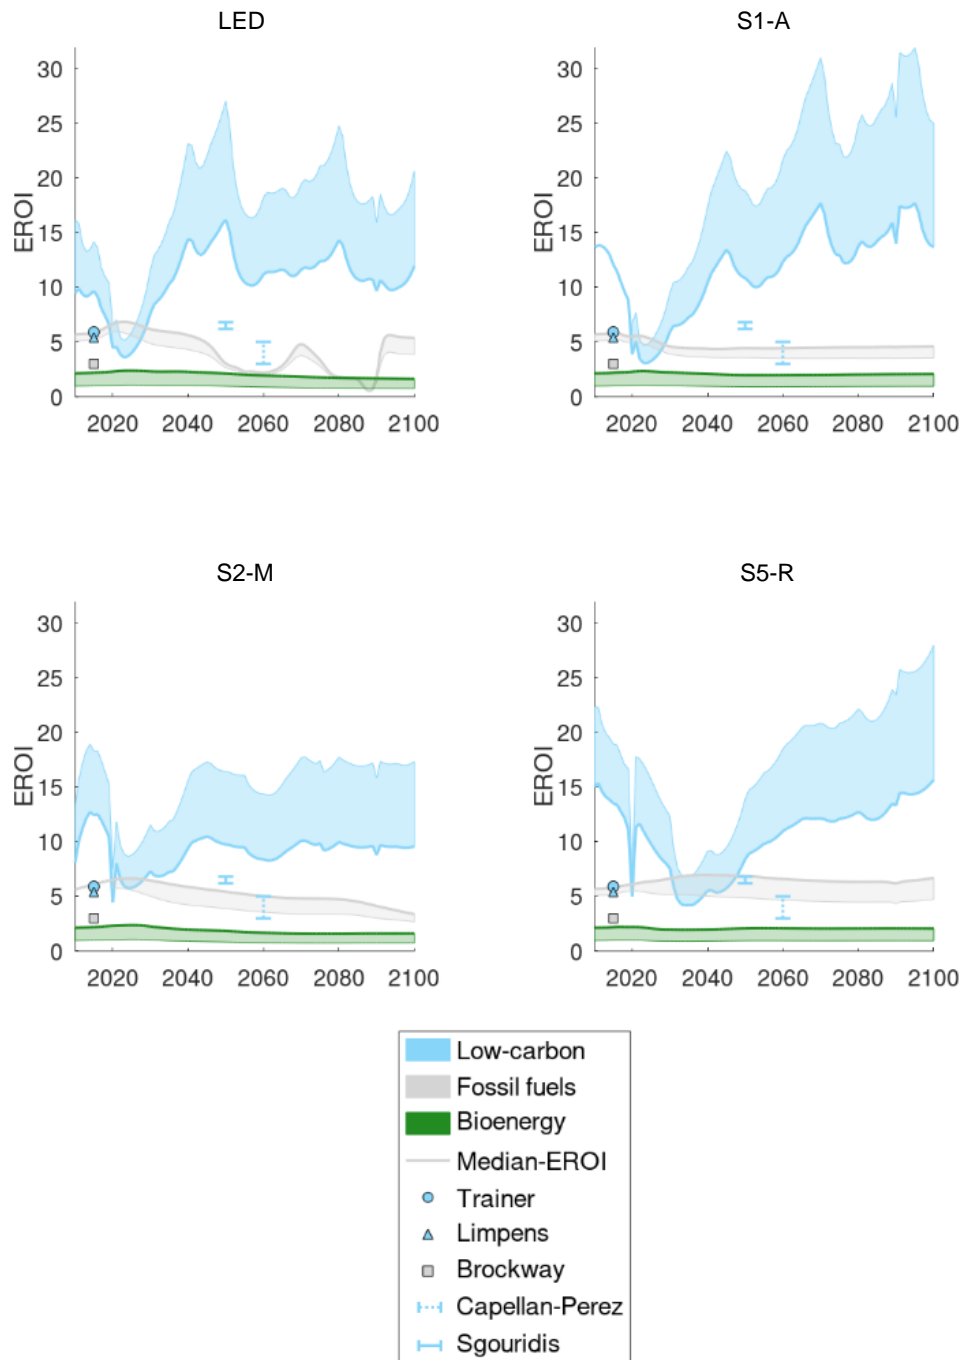 LED
S1-A
30
25
20
15
10
5
0
EROI
2020 2040 2060 2080 2100
30
25
20
15
10
5
0
EROI
2020 2040 2060 2080 2100
S2-M
S5-R
30
25
20
15
10
5
0
EROI
2020 2040 2060 2080 2100
30
25
20
15
10
5
0
EROI
2020 2040 2060 2080 2100
Low-carbon
Fossil fuels
Bioenergy
Median-EROI
Trainer
Limpens
Brockway
Capellan-Perez
Sgouridis